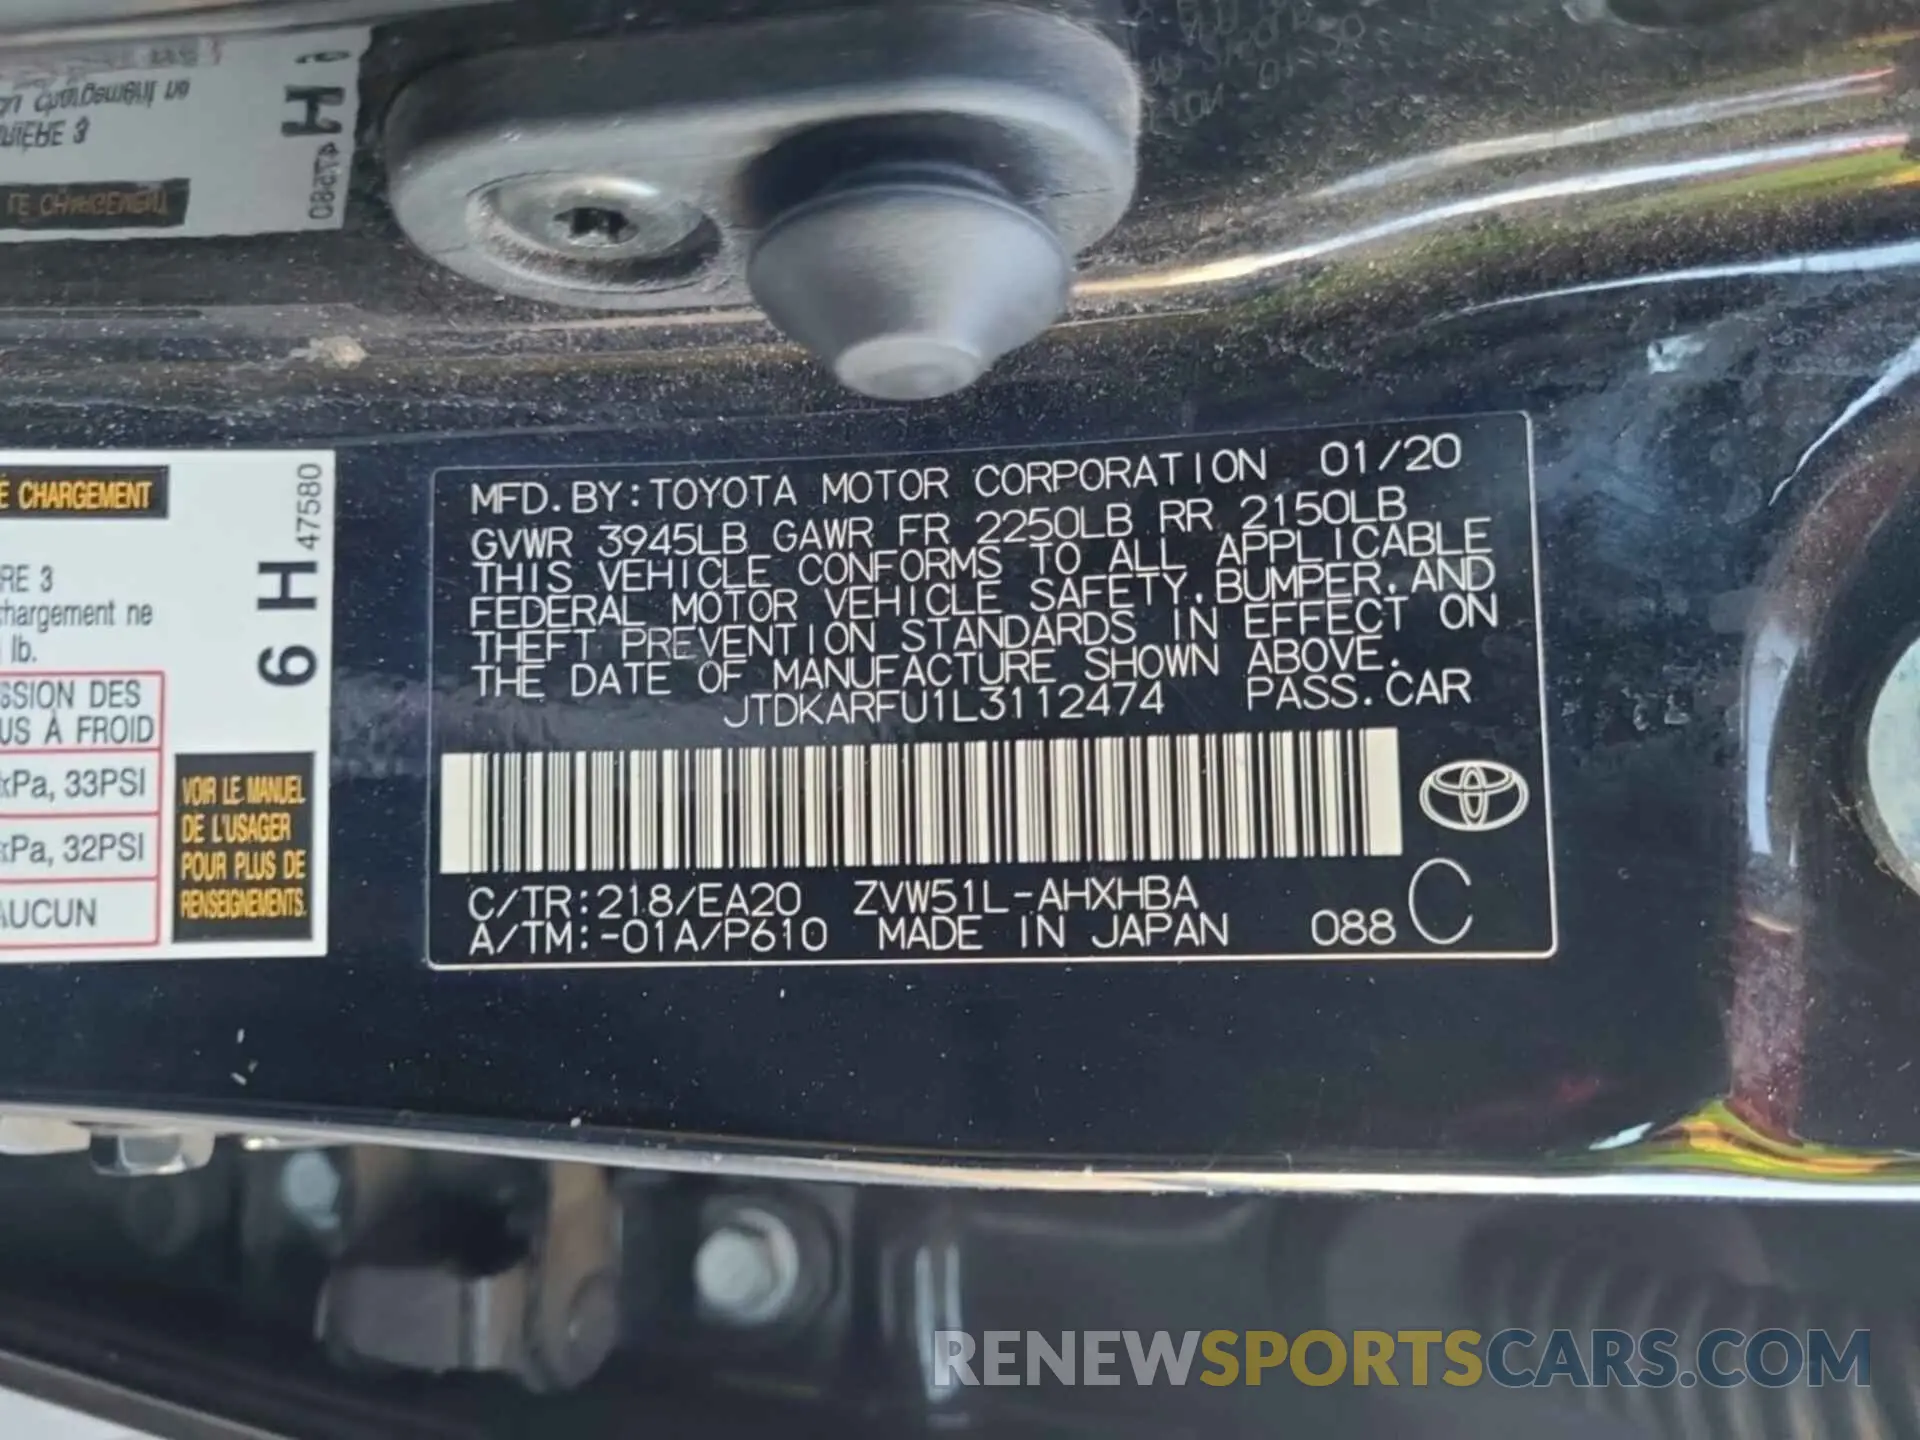 E CHARGEMENT
RE 3
chargement ne
lb.
SSION DES
US À FROID
kPa, 33PSI
kPa, 32PSI
AUCUN
6 H 47580
VOIR LE MANUEL
DE L'USAGER
POUR PLUS DE
RENSEIGNEMENTS.
MFD.BY:TOYOTA MOTOR CORPORATION 01/20
GVWR 3945LB GAWR FR 2250LB RR 2150LB
THIS VEHICLE CONFORMS TO ALL APPLICABLE
FEDERAL MOTOR VEHICLE SAFETY,BUMPER,AND
THEFT PREVENTION STANDARDS IN EFFECT ON
THE DATE OF MANUFACTURE SHOWN ABOVE.
JTDKARFU1L3112474 PASS.CAR
C/TR:218/EA20 ZVW51L-AHXHBA
A/TM:-01A/P610 MADE IN JAPAN 088 C
RENEWSPORTSCARS.COM